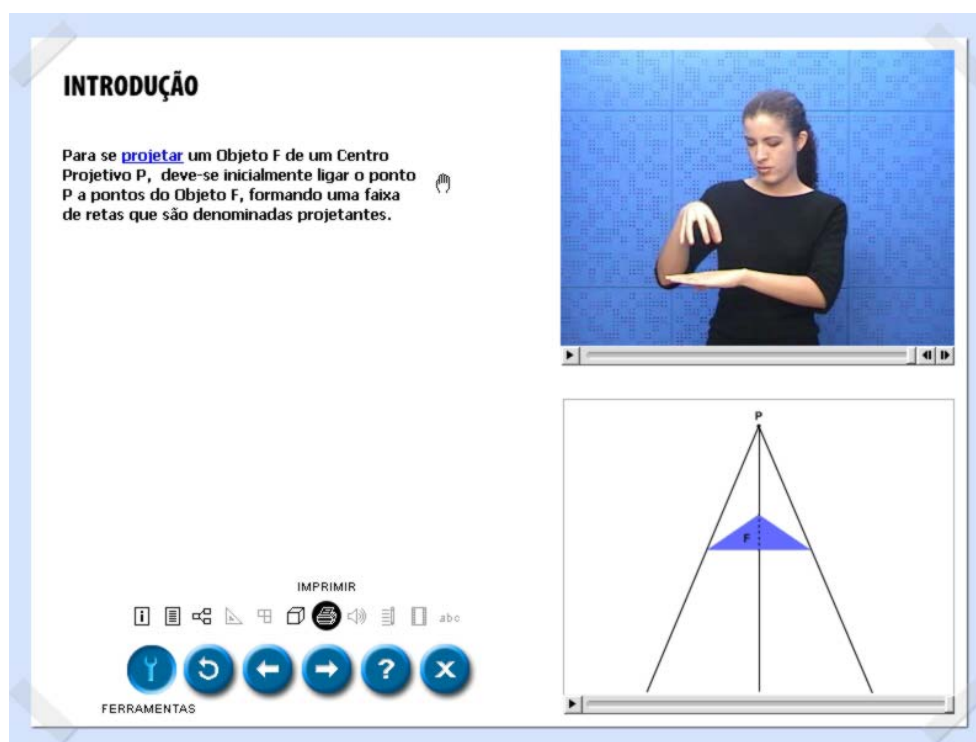 INTRODUÇÃO
Para se projetar um Objeto F de um Centro
Projetivo P, deve-se inicialmente ligar o ponto
P a pontos do Objeto F, formando uma faixa
de retas que são denominadas projetantes.
P
F
IMPRIMIR
i
abc
?
X
FERRAMENTAS